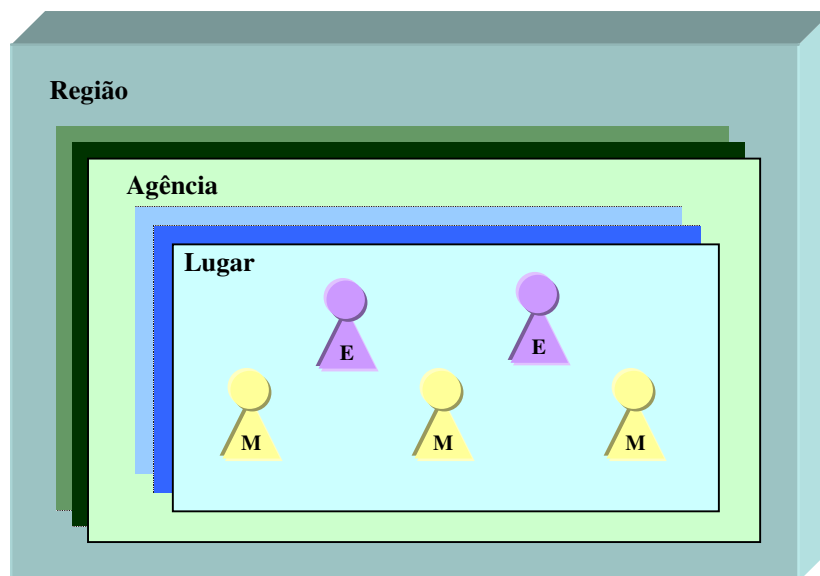 Região
Agência
Lugar
E E
M M M